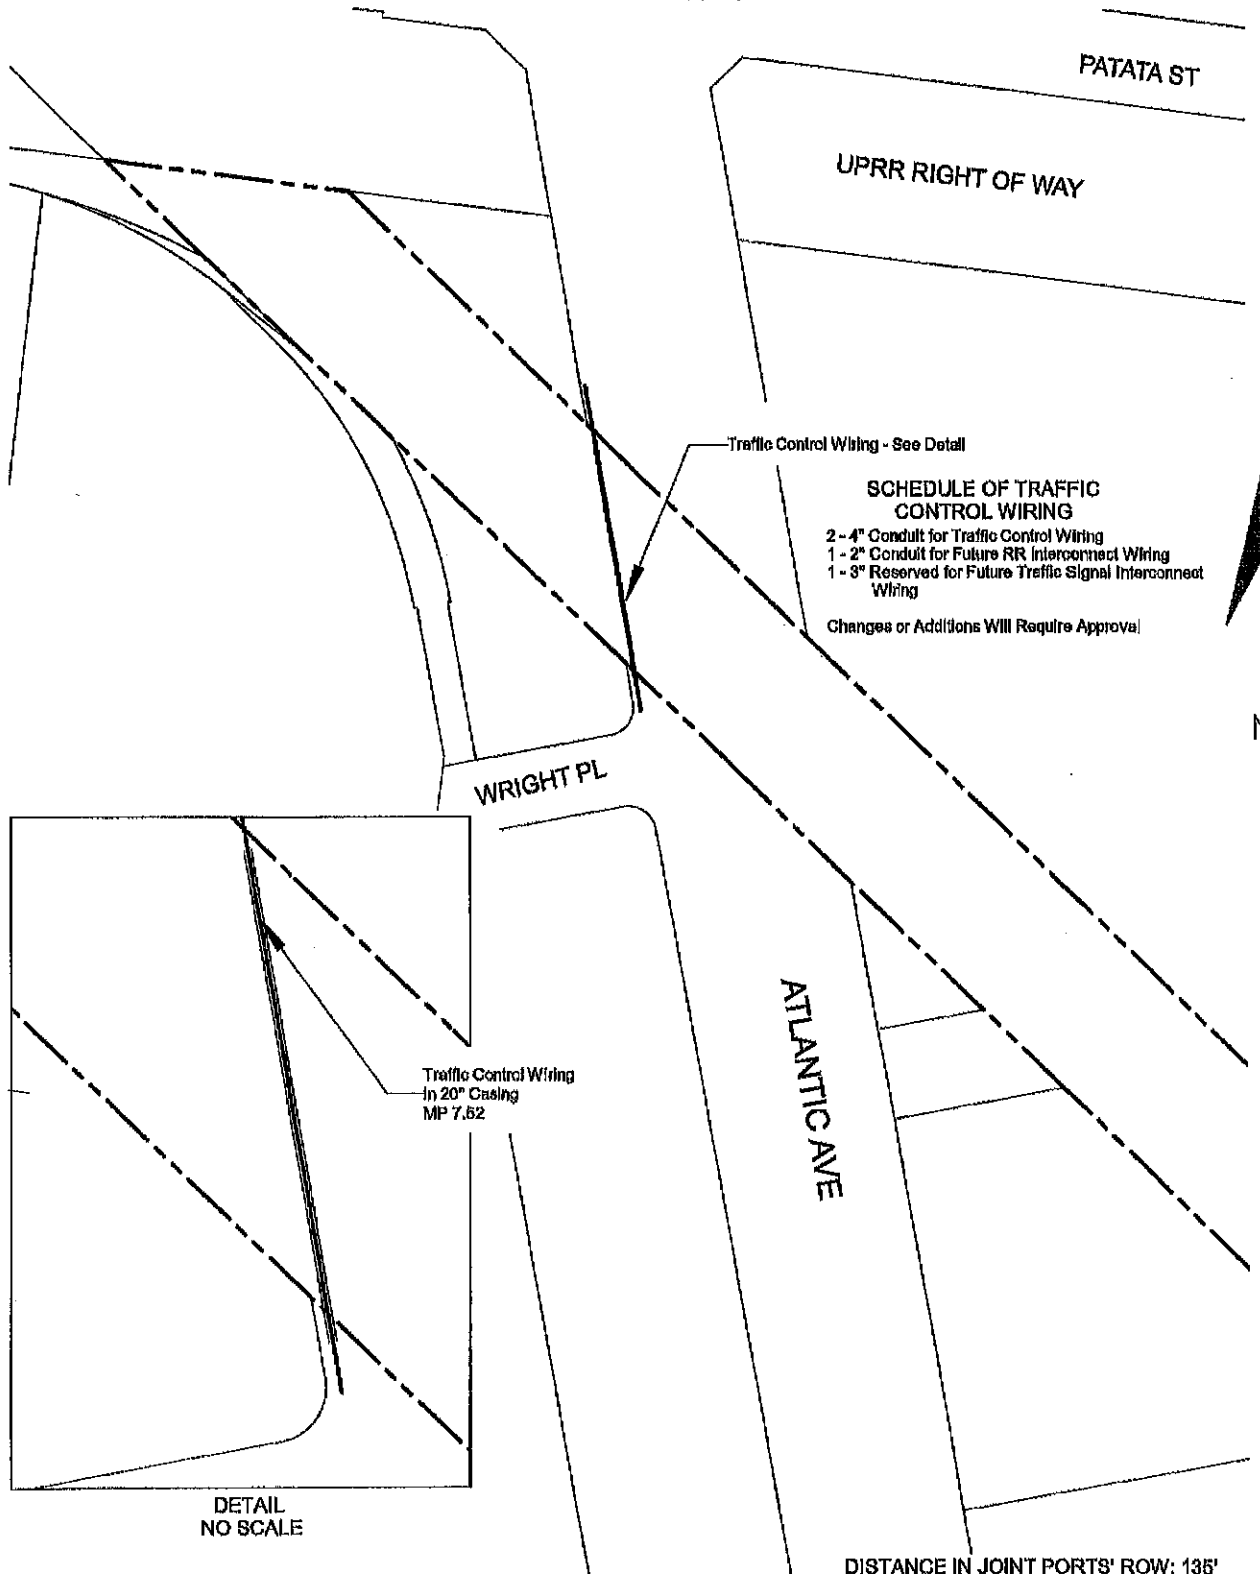 PATATA ST
UPRR RIGHT OF WAY
Traffic Control Wiring - See Detail
SCHEDULE OF TRAFFIC
CONTROL WIRING
2 - 4" Conduit for Traffic Control Wiring
1 - 2" Conduit for Future RR Interconnect Wiring
1 - 3" Reserved for Future Traffic Signal Interconnect
Wiring
Changes or Additions Will Require Approval
N
WRIGHT PL
Traffic Control Wiring
in 20" Casing
MP 7.52
ATLANTIC AVE
DETAIL
NO SCALE
DISTANCE IN JOINT PORTS' ROW: 135'